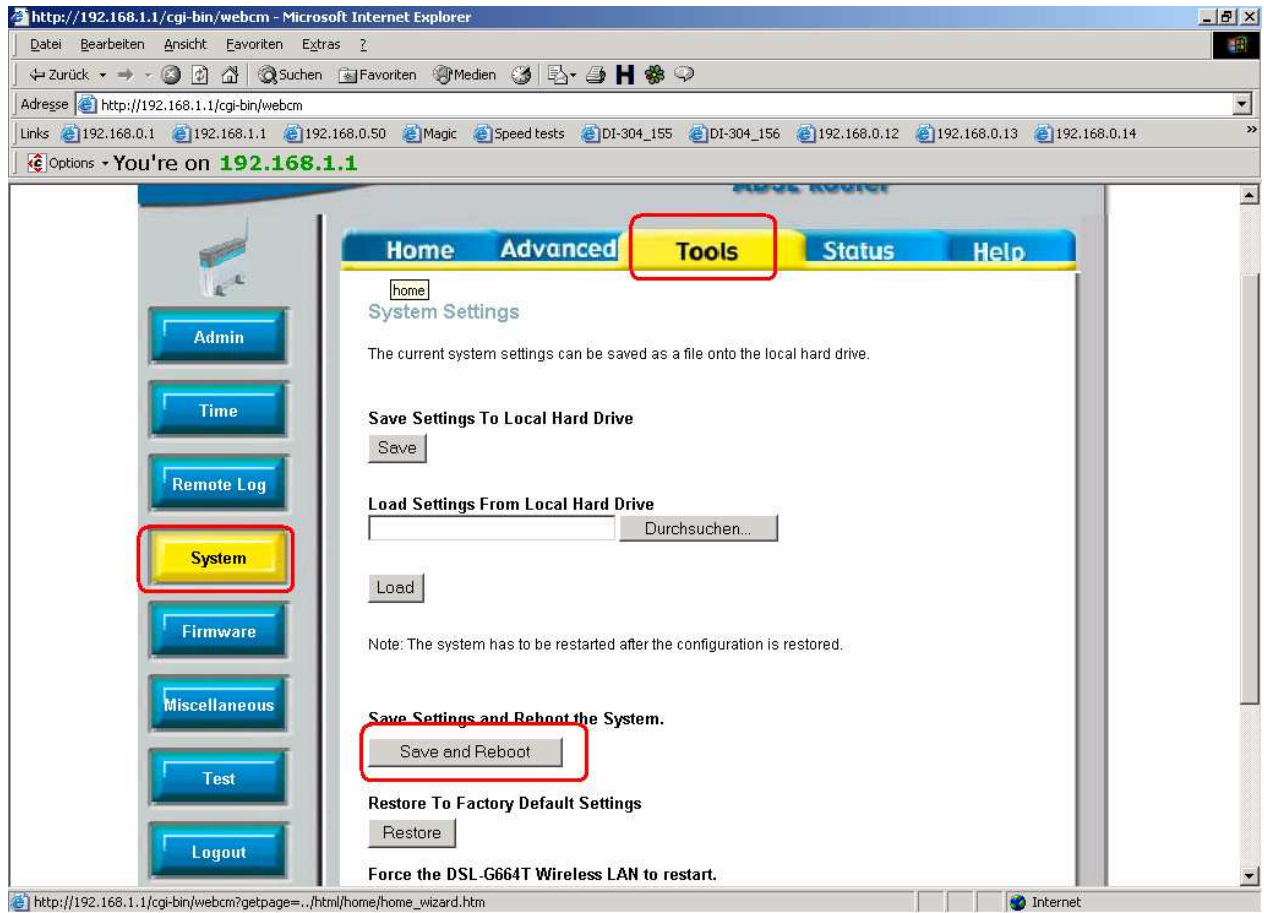 http://192.168.1.1/cgi-bin/webcm - Microsoft Internet Explorer
Datei Bearbeiten Ansicht Favoriten Extras ?
Zurück Suchen Favoriten Medien H
Adresse http://192.168.1.1/cgi-bin/webcm
Links 192.168.0.1 192.168.1.1 192.168.0.50 Magic Speed tests DI-304_155 DI-304_156 192.168.0.12 192.168.0.13 192.168.0.14 »
Options You're on 192.168.1.1
ADSL Router
Home Advanced Tools Status Help
home
System Settings
Admin
The current system settings can be saved as a file onto the local hard drive.
Time
Save Settings To Local Hard Drive
Save
Remote Log
Load Settings From Local Hard Drive
Durchsuchen...
System
Load
Firmware
Note: The system has to be restarted after the configuration is restored.
Miscellaneous
Save Settings and Reboot the System.
Save and Reboot
Test
Restore To Factory Default Settings
Restore
Logout
Force the DSL-G664T Wireless LAN to restart.
http://192.168.1.1/cgi-bin/webcm?getpage=../html/home/home_wizard.htm Internet